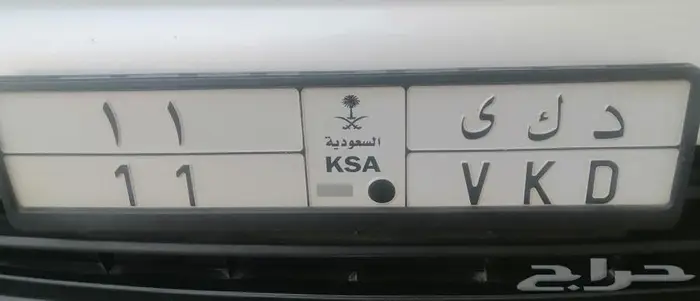 ١ ١
د ك ى
السعودية
KSA
1 1
V K D
حراج